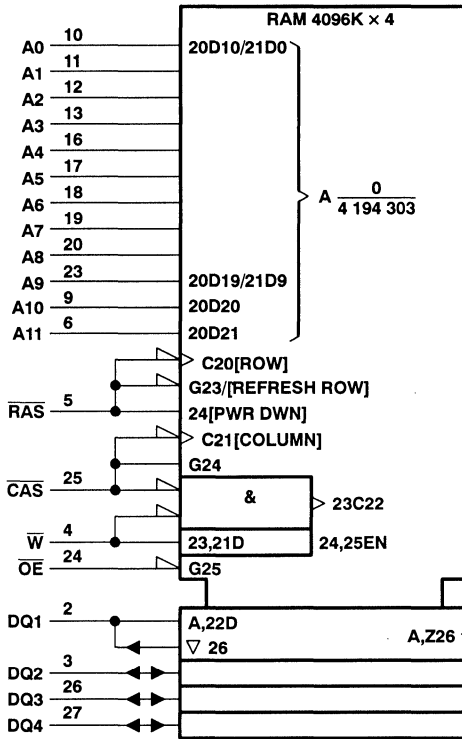 RAM 4096K × 4
A0 10 20D10/21D0
A1 11
A2 12
A3 13
A4 16
A5 17
A6 18
A7 19
A8 20
A9 23 20D19/21D9
A10 9 20D20
A11 6 20D21
A 0
4 194 303
C20[ROW]
G23/[REFRESH ROW]
RAS 5 24[PWR DWN]
C21[COLUMN]
G24
CAS 25
& 23C22
W 4 23,21D 24,25EN
OE 24 G25
DQ1 2 A,22D
26 A,Z26
DQ2 3
DQ3 26
DQ4 27